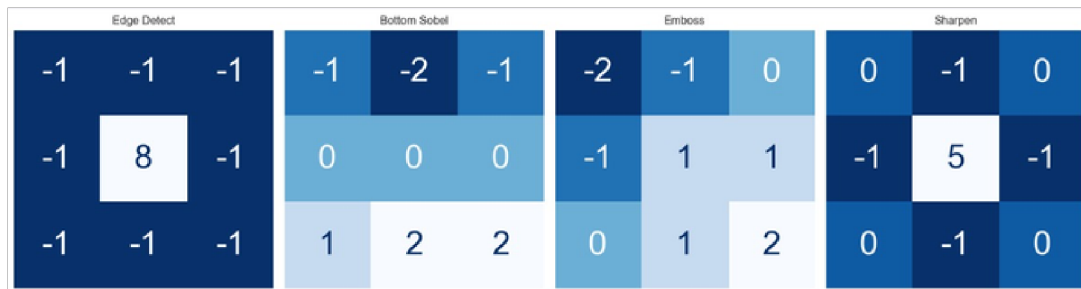 Edge Detect Bottom Sobel Emboss Sharpen
-1 -1 -1 -1 -2 -1 -2 -1 0 0 -1 0
-1 8 -1 0 0 0 -1 1 1 -1 5 -1
-1 -1 -1 1 2 2 0 1 2 0 -1 0